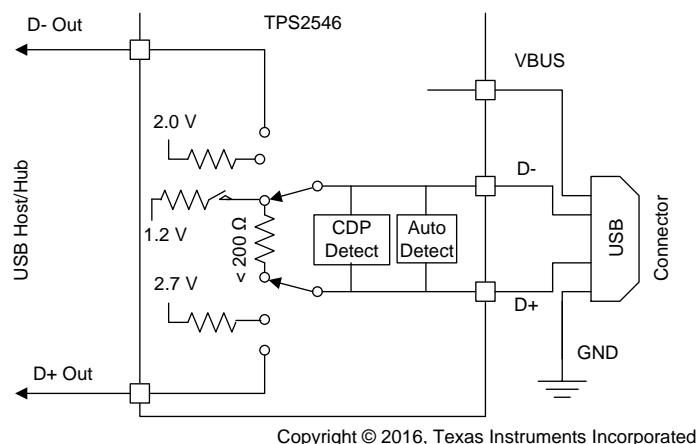 D- Out
TPS2546
VBUS
2.0 V
D-
1.2 V
< 200 Ω
CDP
Detect
Auto
Detect
USB
Connector
USB Host/Hub
2.7 V
D+
GND
D+ Out
Copyright © 2016, Texas Instruments Incorporated